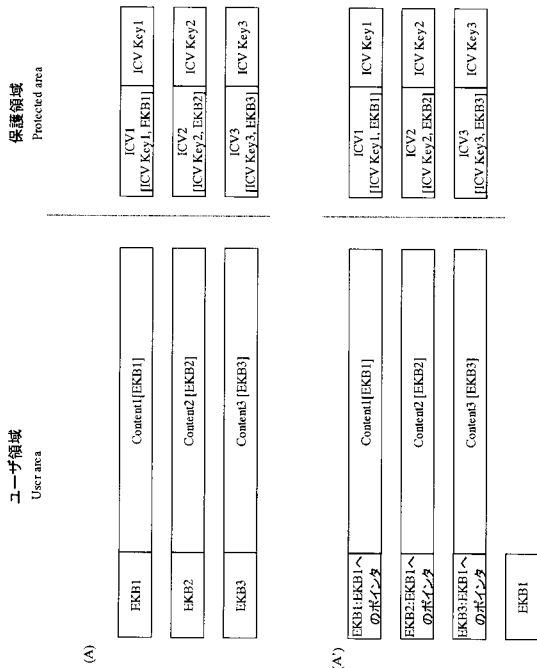 ユーザ領域
User area
保護領域
Protected area
(A)
EKB1
Content1[EKB1]
ICV1
[ICV Key1, EKB1]
ICV Key1
EKB2
Content2 [EKB2]
ICV2
[ICV Key2, EKB2]
ICV Key2
EKB3
Content3 [EKB3]
ICV3
[ICV Key3, EKB3]
ICV Key3
(A')
EKB1:EKB1へ
のポインタ
Content1[EKB1]
ICV1
[ICV Key1, EKB1]
ICV Key1
EKB2:EKB1へ
のポインタ
Content2 [EKB2]
ICV2
[ICV Key2, EKB2]
ICV Key2
EKB3:EKB1へ
のポインタ
Content3 [EKB3]
ICV3
[ICV Key3, EKB3]
ICV Key3
EKB1